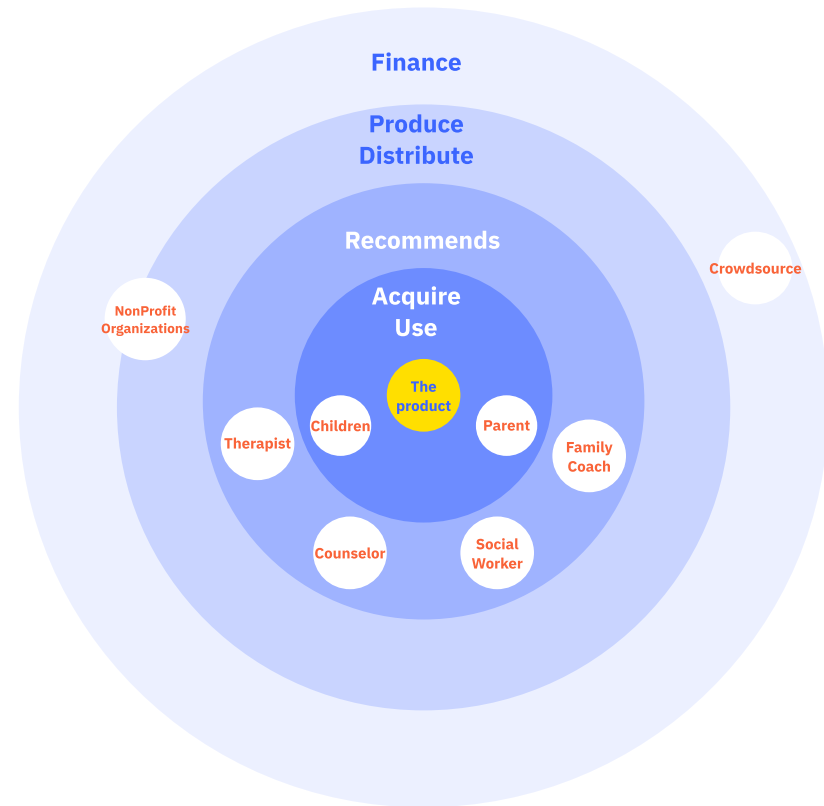 Finance
Produce
Distribute
Recommends
Crowdsource
Acquire
Use
NonProfit
Organizations
The
product
Children
Parent
Therapist
Family
Coach
Counselor
Social
Worker